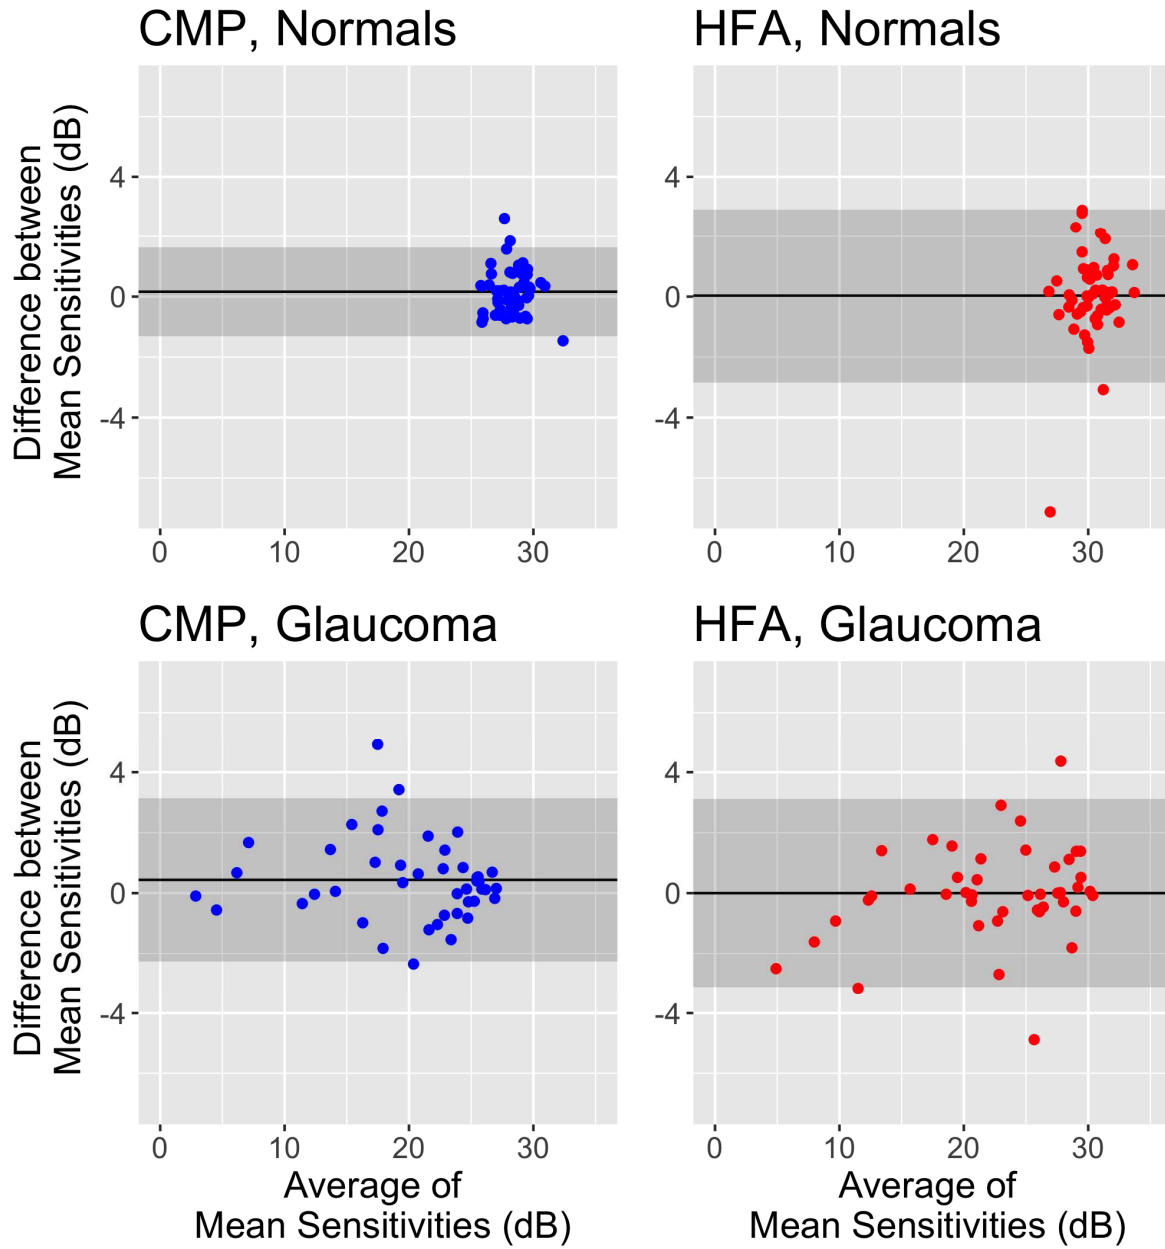 CMP, Normals
HFA, Normals
Difference between
Mean Sensitivities (dB)
4
0
-4
0 10 20 30
4
0
-4
0 10 20 30
CMP, Glaucoma
HFA, Glaucoma
Difference between
Mean Sensitivities (dB)
4
0
-4
0 10 20 30
Average of
Mean Sensitivities (dB)
4
0
-4
0 10 20 30
Average of
Mean Sensitivities (dB)